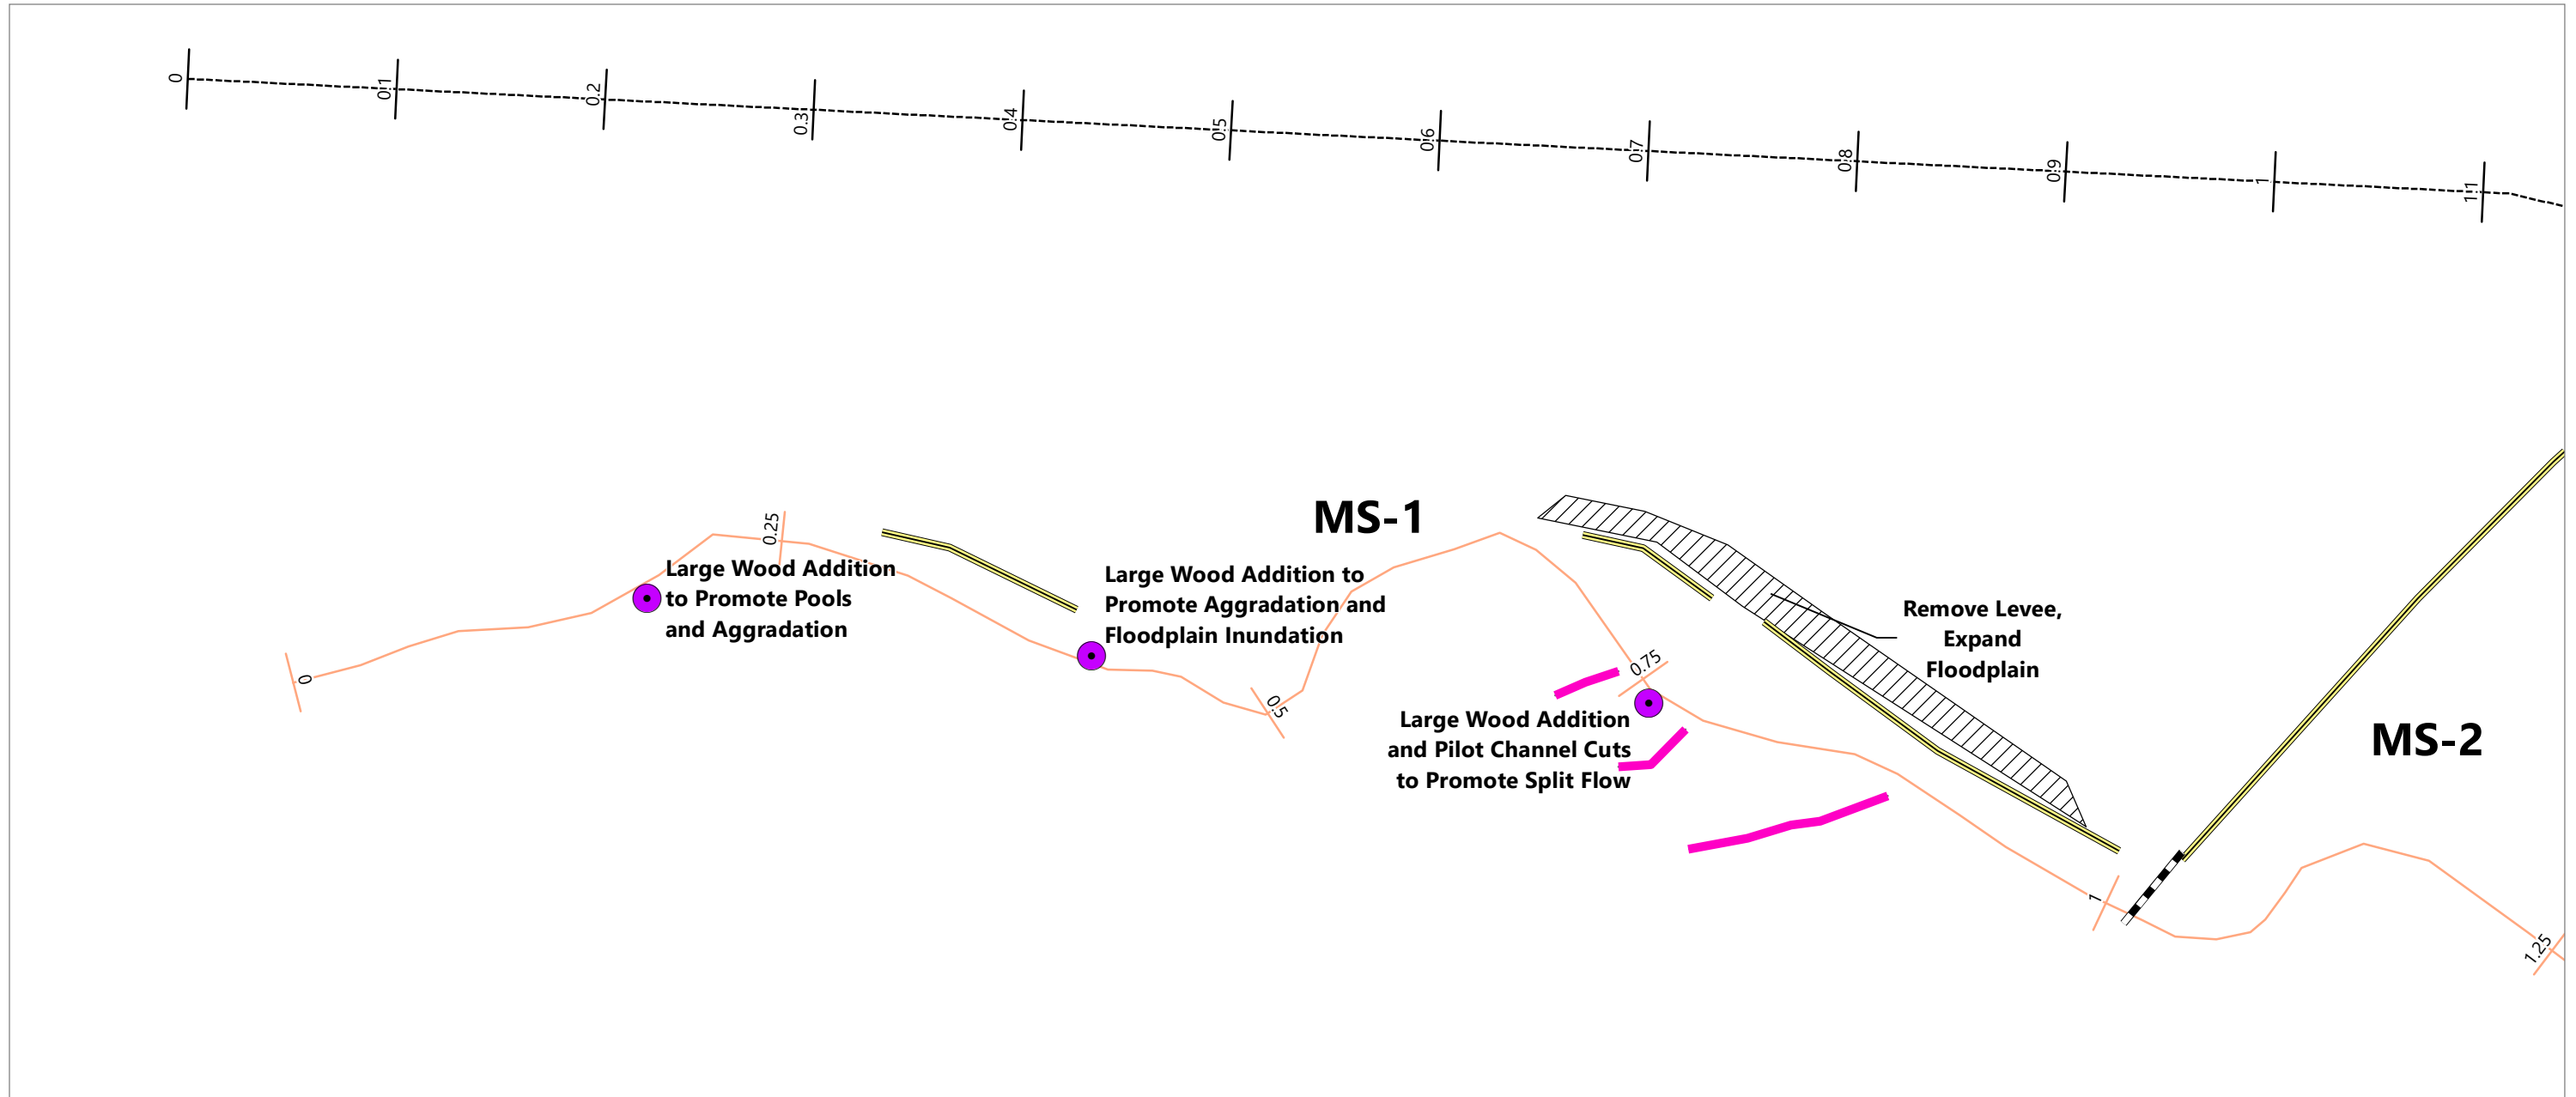 0
0.1
0.2
0.3
0.4
0.5
0.6
0.7
0.8
0.9
1
1.1
MS-1
0.25
Large Wood Addition
to Promote Pools
and Aggradation
Large Wood Addition to
Promote Aggradation and
Floodplain Inundation
Remove Levee,
Expand
Floodplain
0
0.5
0.75
Large Wood Addition
and Pilot Channel Cuts
to Promote Split Flow
MS-2
1
1.25